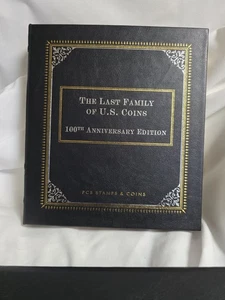 THE LAST FAMILY
OF U.S. COINS
100TH ANNIVERSARY EDITION
PCS STAMPS & COINS